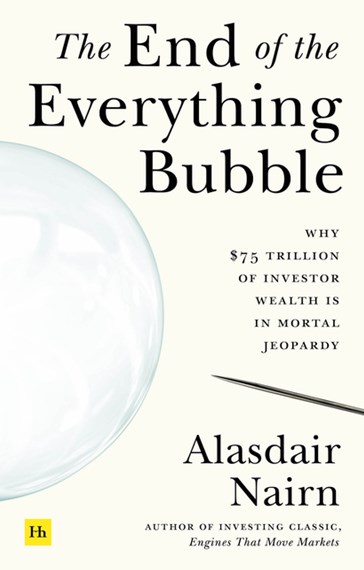 The End of the
Everything
Bubble
WHY
$75 TRILLION
OF INVESTOR
WEALTH IS
IN MORTAL
JEOPARDY
Alasdair
Nairn
AUTHOR OF INVESTING CLASSIC,
Engines That Move Markets
Hh